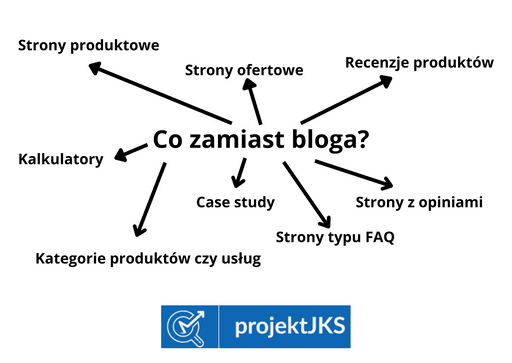 Strony produktowe
Strony ofertowe
Recenzje produktów
Co zamiast bloga?
Kalkulatory
Case study
Strony z opiniami
Strony typu FAQ
Kategorie produktów czy usług
projektJKS